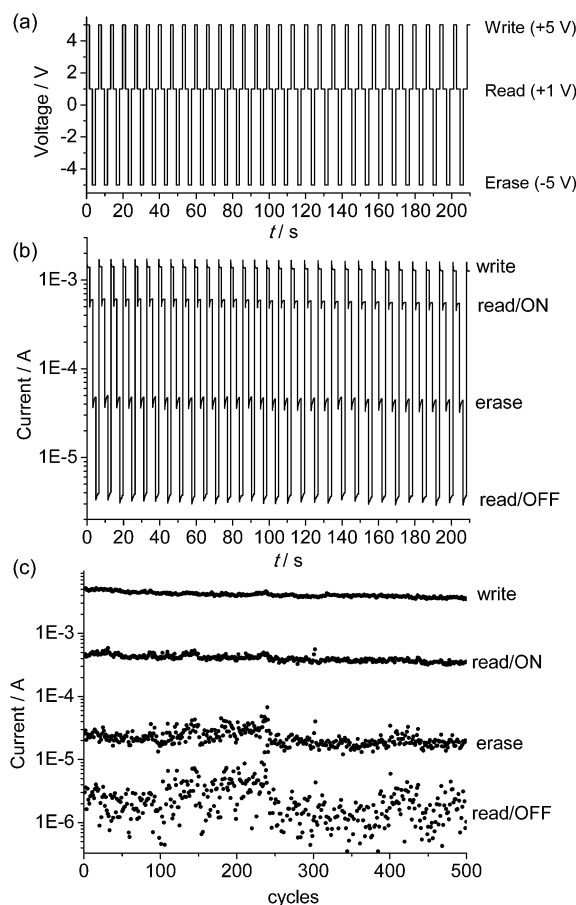 (a)
Voltage / V
4
2
0
-2
-4
Write (+5 V)
Read (+1 V)
Erase (-5 V)
0 20 40 60 80 100 120 140 160 180 200
t / s
(b)
Current / A
1E-3
1E-4
1E-5
write
read/ON
erase
read/OFF
0 20 40 60 80 100 120 140 160 180 200
t / s
(c)
Current / A
1E-3
1E-4
1E-5
1E-6
write
read/ON
erase
read/OFF
0 100 200 300 400 500
cycles